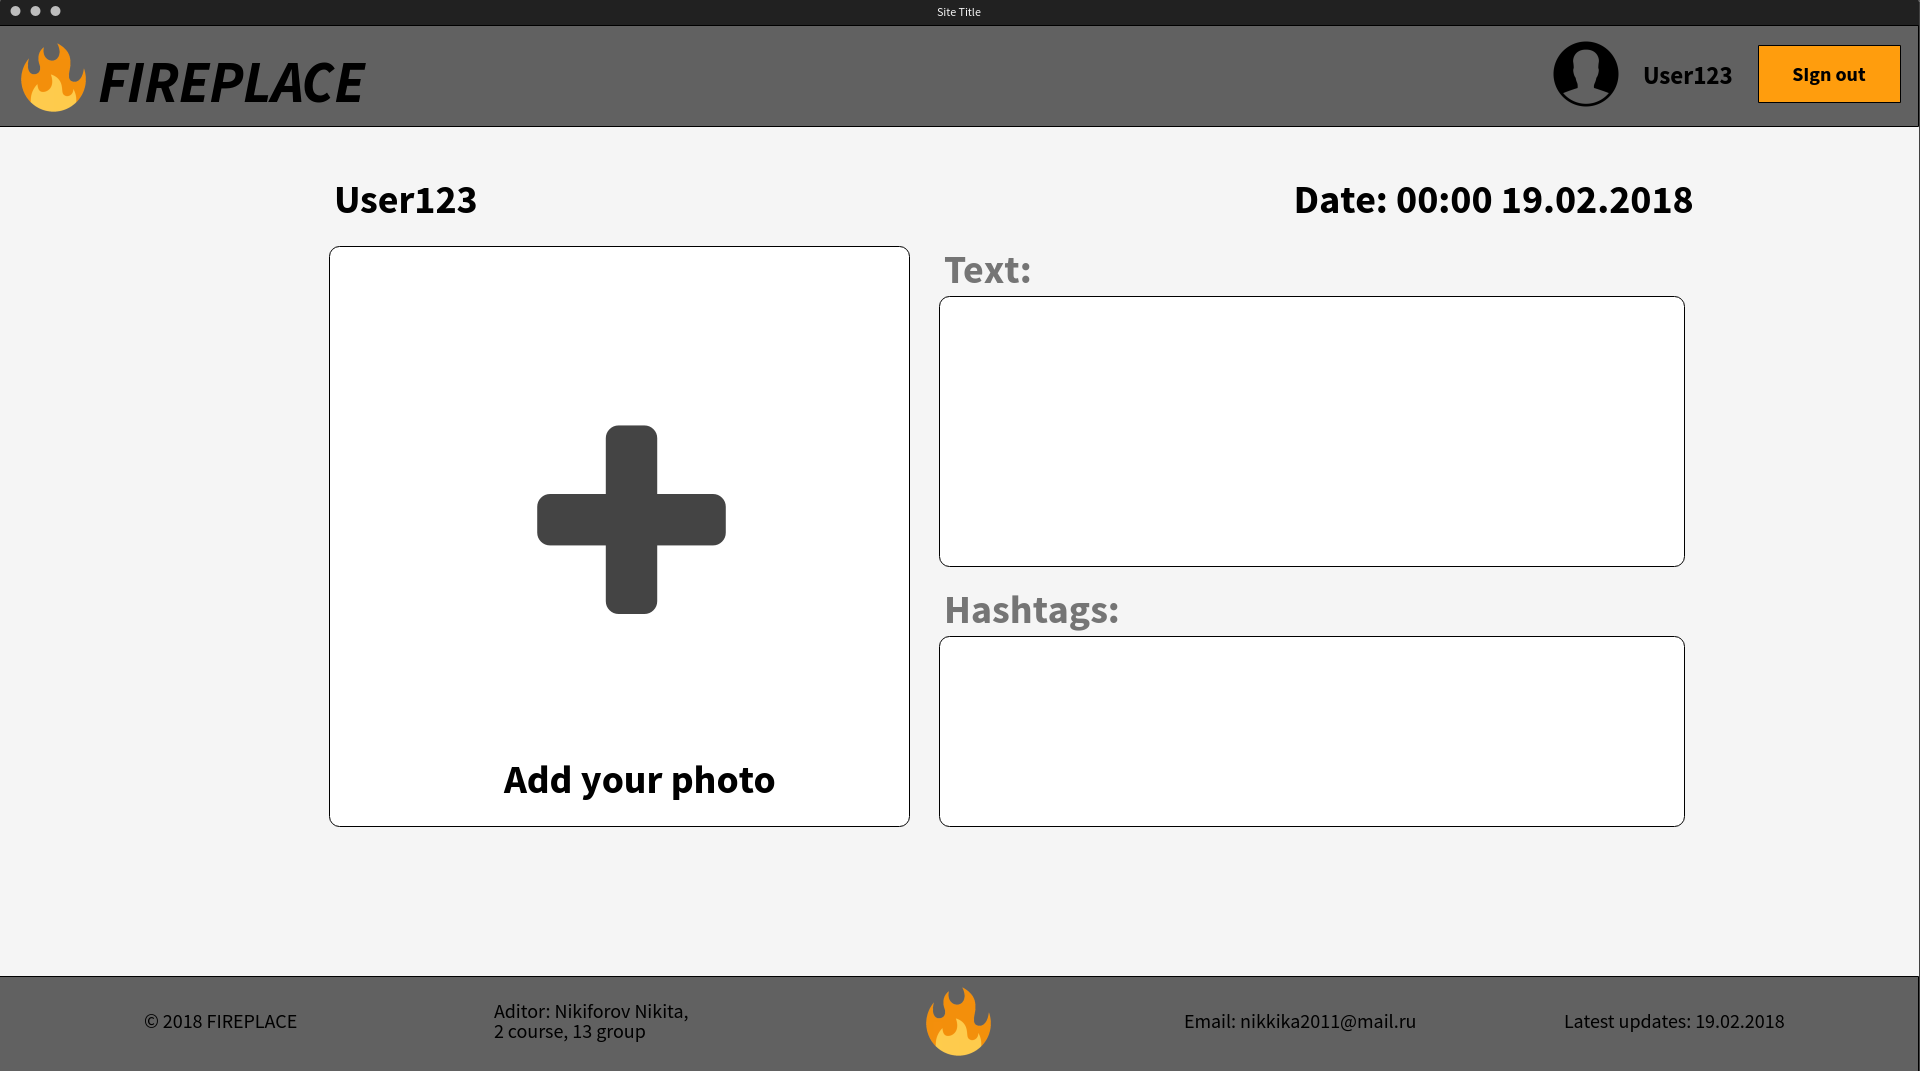 Site Title
FIREPLACE
User123
SIgn out
User123
Date: 00:00 19.02.2018
Text:
Hashtags:
Add your photo
© 2018 FIREPLACE
Aditor: Nikiforov Nikita,
2 course, 13 group
Email: nikkika2011@mail.ru
Latest updates: 19.02.2018